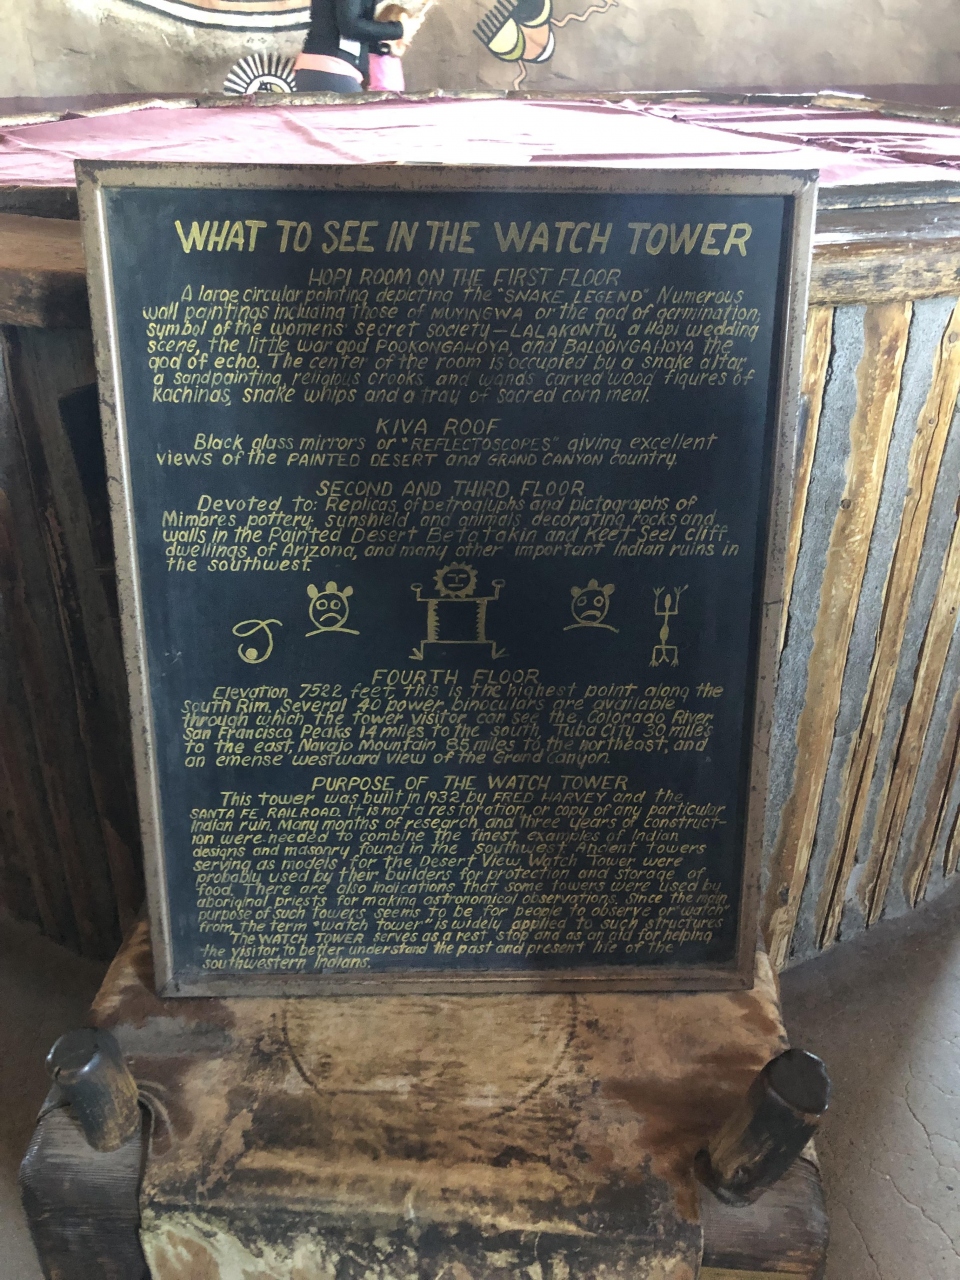 WHAT TO SEE IN THE WATCH TOWER
HOPI ROOM ON THE FIRST FLOOR
A large circular painting depicting the "SNAKE LEGEND" Numerous
wall paintings including those of MUYINGWA or the god of germination,
symbol of the womens' secret society—LALAKONTU, a Hopi wedding
scene, the little war god POOKONGAHOYA, and BALOONGAHOYA the
god of echo. The center of the room is occupied by a snake altar,
a sandpainting, religious crooks and wands carved wood figures of
kachinas, snake whips and a tray of sacred corn meal.
KIVA ROOF
Black glass mirrors or "REFLECTOSCOPES" giving excellent
views of the PAINTED DESERT and GRAND CANYON country.
SECOND AND THIRD FLOOR
Devoted to: Replicas of petroglyphs and pictographs of
Mimbres pottery, sunshield, and animals, decorating rocks and
walls in the Painted Desert Betatakin and Keet Seel cliff
dwellings, of Arizona, and many other important Indian ruins in
the southwest.
FOURTH FLOOR
Elevation 7522 feet, this is the highest point along the
South Rim. Several 40 power binoculars are available
through which the tower visitor can see the Colorado River
San Francisco Peaks 14 miles to the south, Tuba City 30 miles
to the east, Navajo Mountain 85 miles to the northeast, and
an emense westward view of the Grand Canyon.
PURPOSE OF THE WATCH TOWER
This tower was built in 1932 by FRED HARVEY and the
SANTA FE RAILROAD. It is not a restoration or copy of any particular
Indian ruin. Many months of research and three years of construct-
ion were needed to combine the finest examples of Indian
designs and masonry found in the southwest. Ancient towers
serving as models for the Desert View Watch Tower were
probably used by their builders for protection and storage of
food. There are also indications that some towers were used by
aboriginal priests for making astronomical observations. Since the main
purpose of such towers seems to be for people to observe or "watch"
from, the term "watch tower" is widely applied to such structures
The WATCH TOWER serves as a rest stop and as an aid in helping
the visitor to better understand the past and present life of the
southwestern Indians.